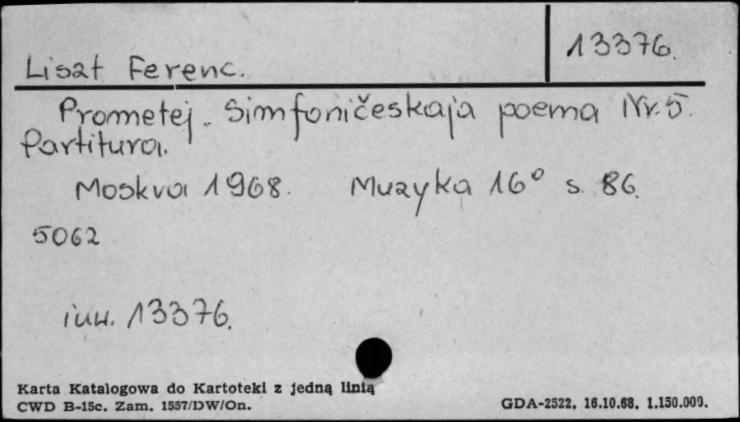 13376.
Liszt Ferenc.
Prometej. Simfoničeskaja poema Nr. 5.
Partitura.
Moskva 1968. Muzyka 16° s. 86.
5062
inw. 13376.
Karta Katalogowa do Kartoteki z jedną linią
CWD B-15c. Zam. 1557/DW/On. GDA-2522. 16.10.68. 1.150.000.